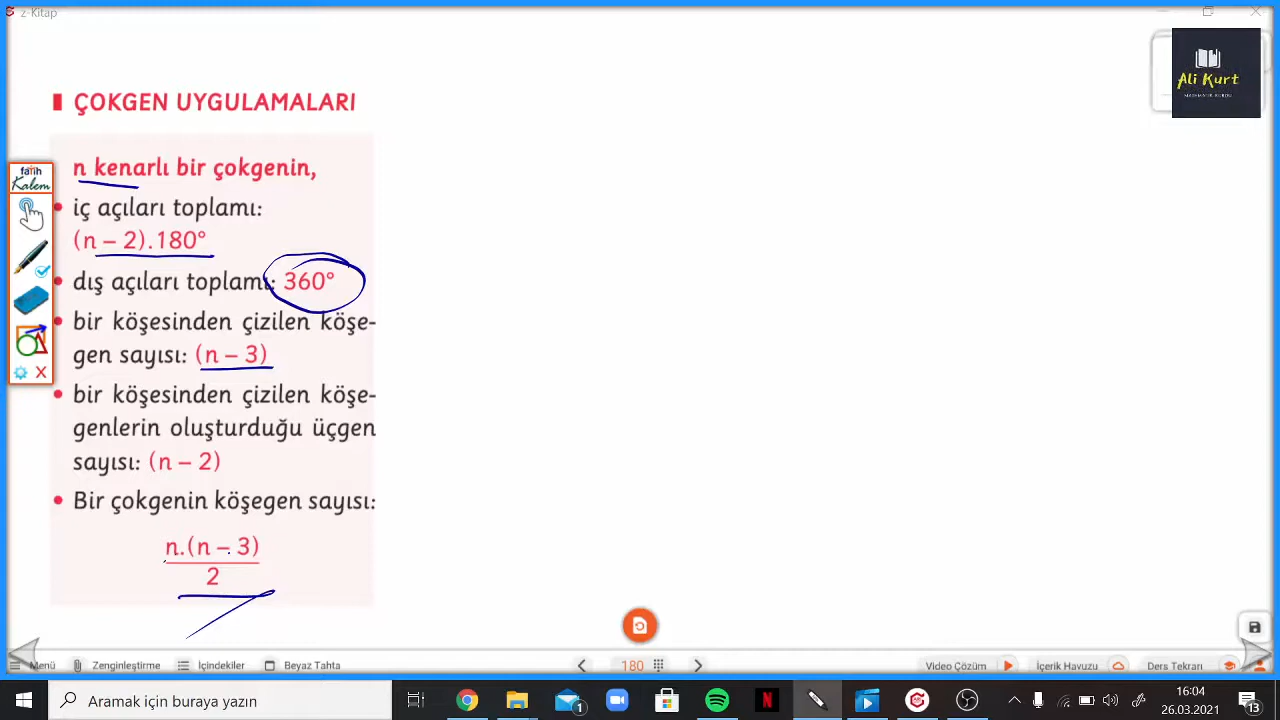 z-Kitap
Ali Kurt
ÇOKGEN UYGULAMALARI
fatih
Kalem
n kenarlı bir çokgenin,
• iç açıları toplamı:
(n – 2).180°
• dış açıları toplamı: 360°
• bir köşesinden çizilen köşe-
gen sayısı: (n – 3)
• bir köşesinden çizilen köşe-
genlerin oluşturduğu üçgen
sayısı: (n – 2)
• Bir çokgenin köşegen sayısı:
n.(n – 3)
2
Menü Zenginleştirme İçindekiler Beyaz Tahta 180 Video Çözüm İçerik Havuzu Ders Tekrarı
Aramak için buraya yazın
1
16:04
26.03.2021
13